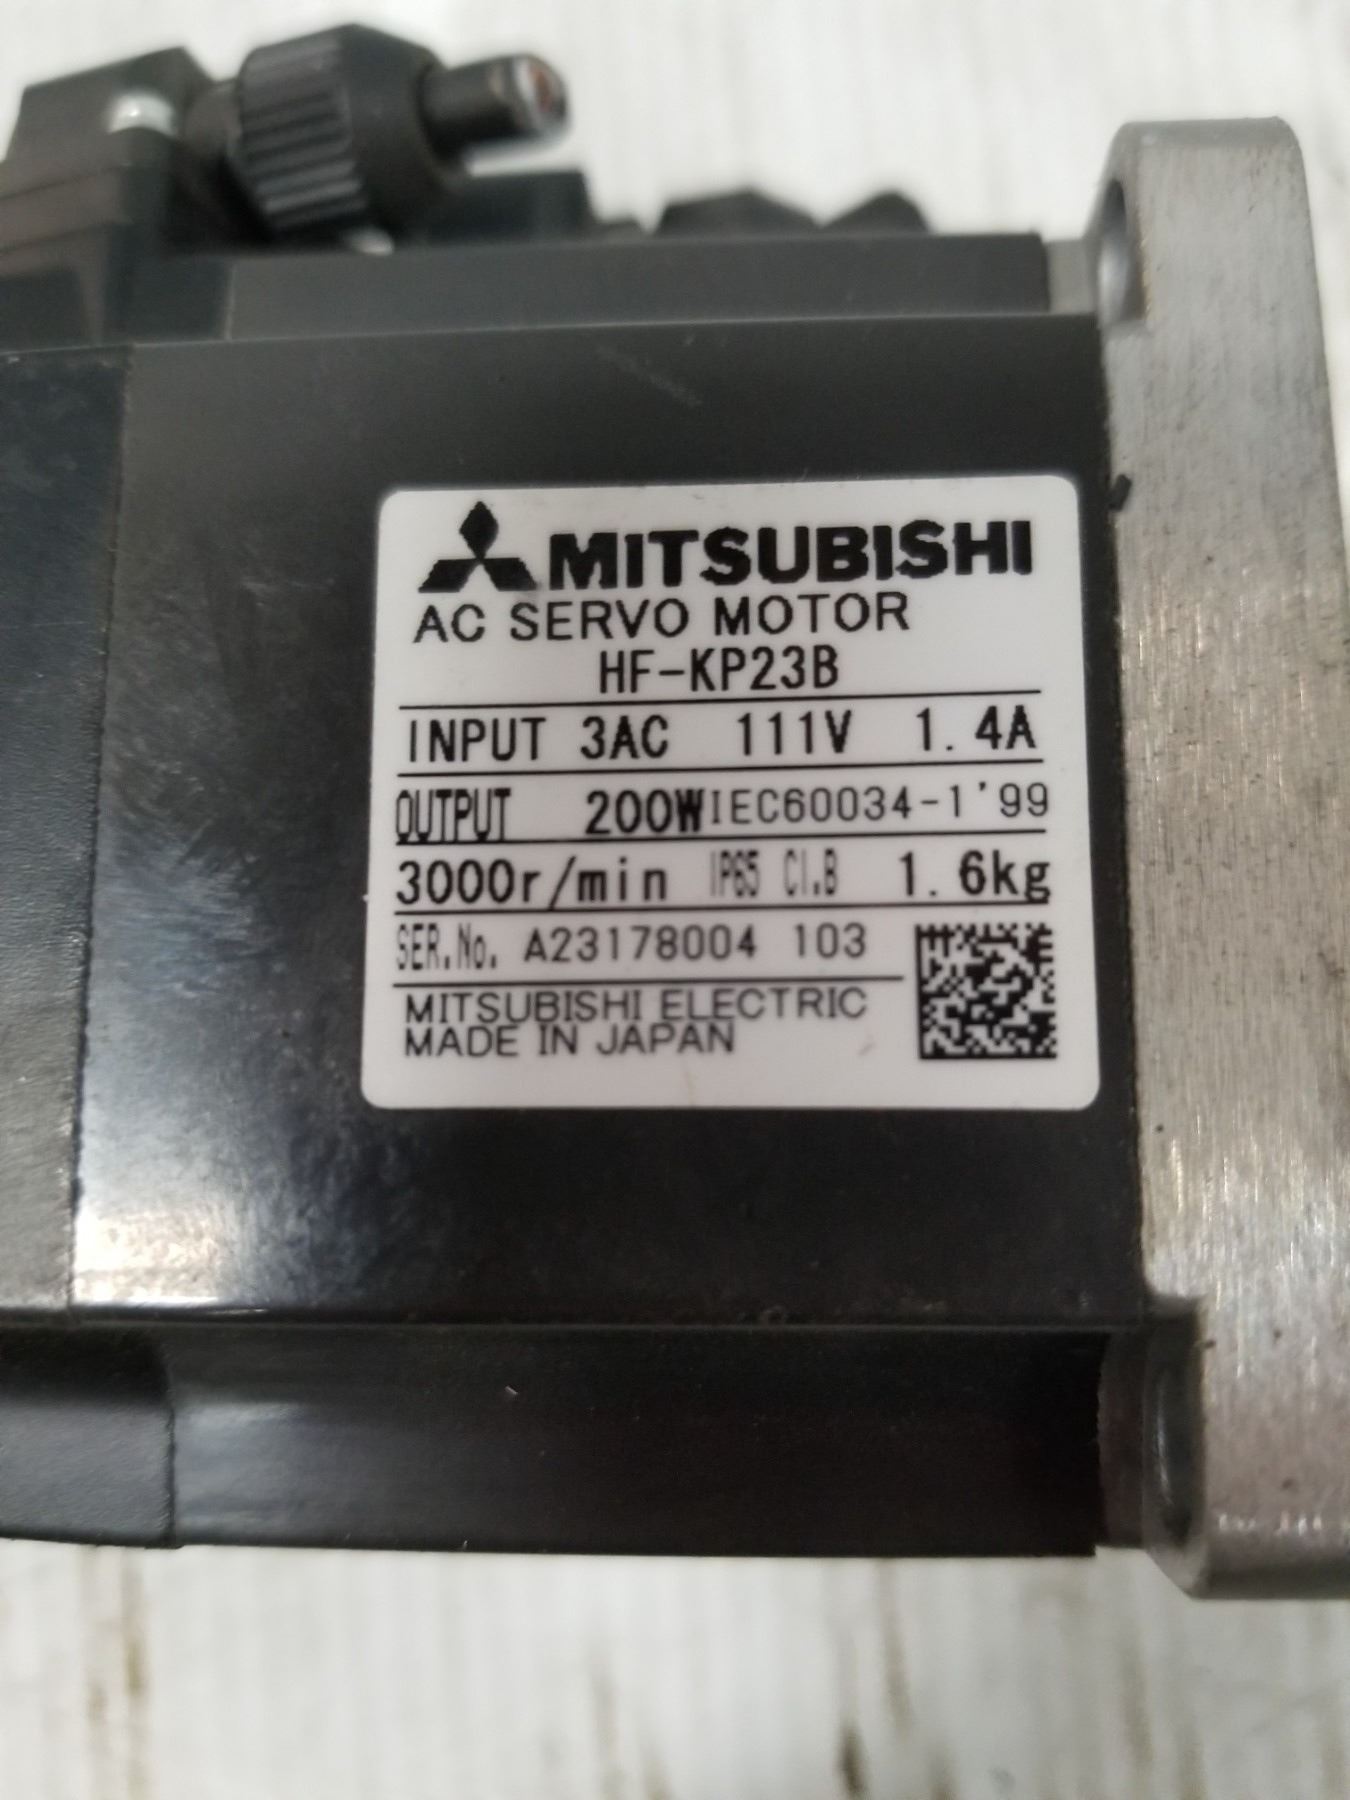 MITSUBISHI
AC SERVO MOTOR
HF-KP23B
INPUT 3AC 111V 1.4A
OUTPUT 200W IEC60034-1'99
3000r/min IP65 Cl.B 1.6kg
SER.No. A23178004 103
MITSUBISHI ELECTRIC
MADE IN JAPAN